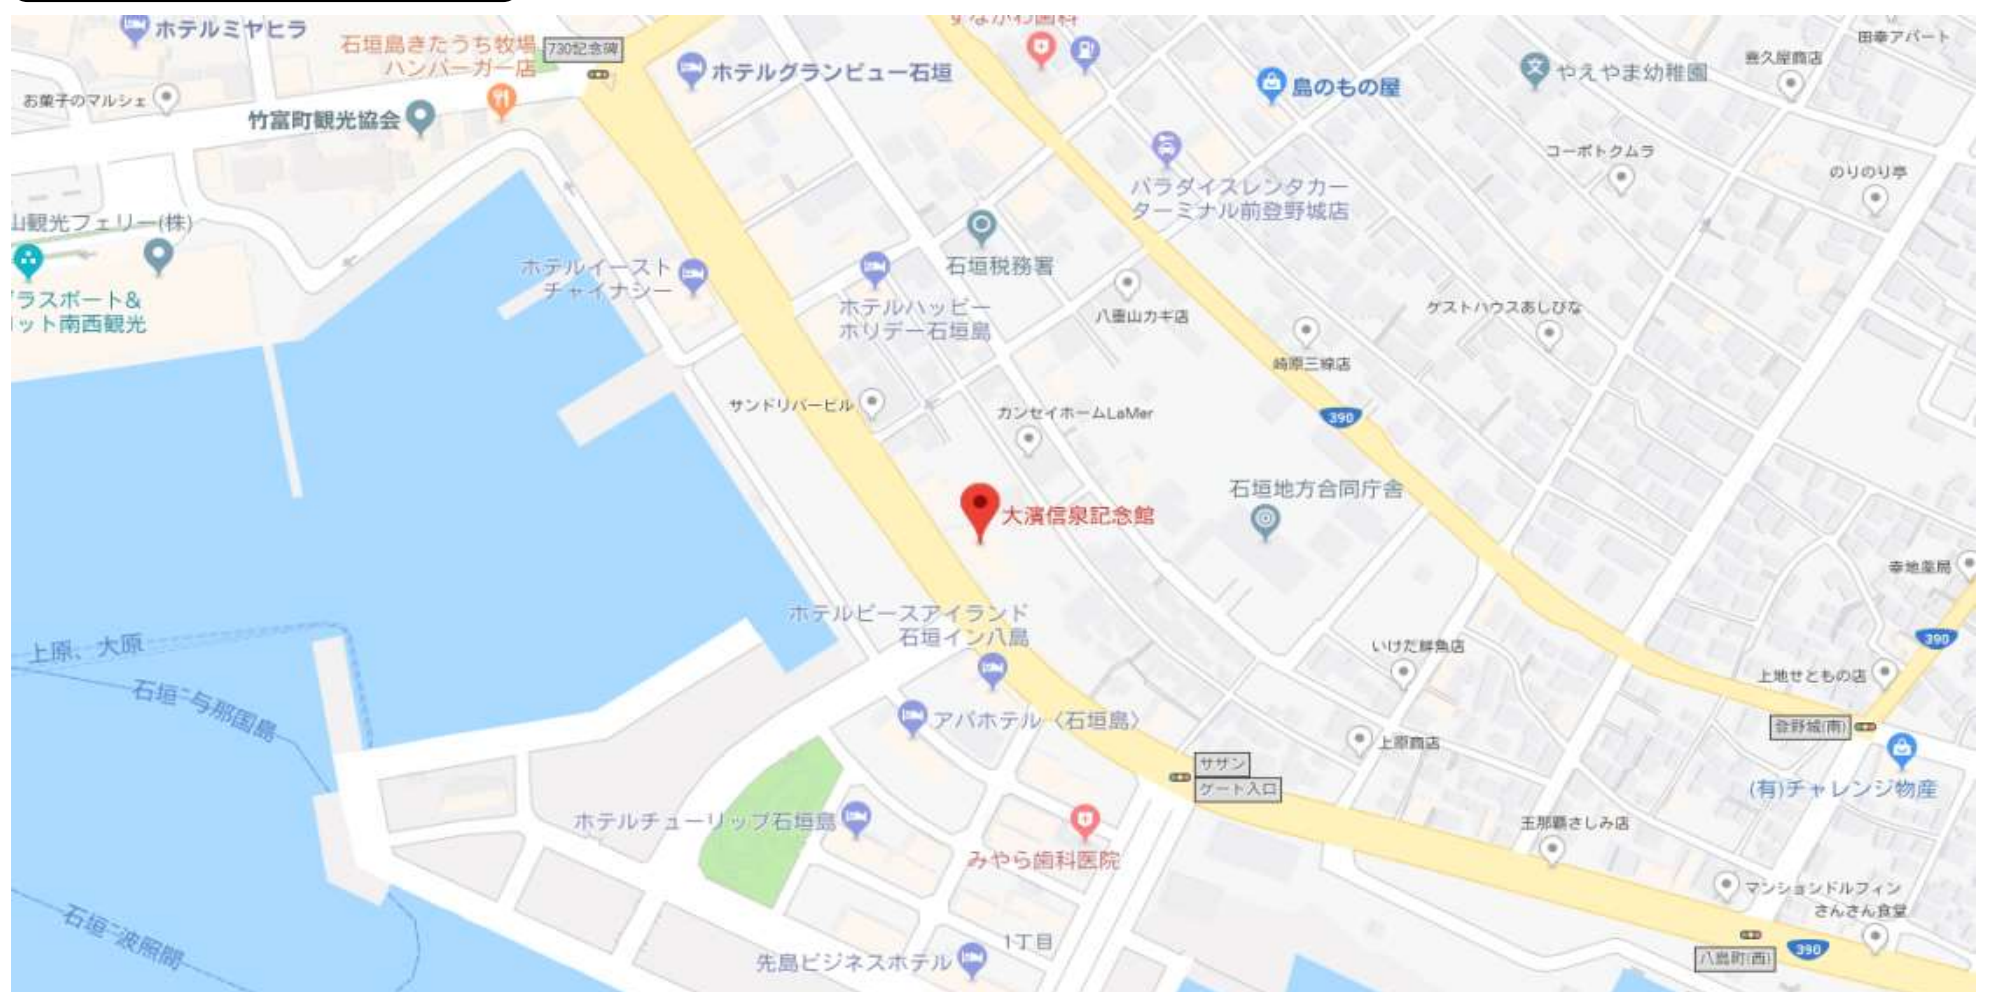 ホテルミヤヒラ
石垣島きたうち牧場
ハンバーガー店
730記念碑
ホテルグランビュー石垣
すながわ歯科
島のもの屋
やえやま幼稚園
喜久屋商店
田幸アパート
お菓子のマルシェ
竹富町観光協会
コーポトクムラ
のりのり亭
パラダイスレンタカー
ターミナル前登野城店
山観光フェリー(株)
ホテルイースト
チャイナシー
石垣税務署
ラスボート&
ット南西観光
ホテルハッピー
ホリデー石垣島
八重山カギ店
ゲストハウスあしびな
崎原三線店
サンドリバービル
カンセイホームLaMer
390
石垣地方合同庁舎
大濱信泉記念館
幸地薬局
ホテルピースアイランド
石垣イン八島
上原、大原
石垣-与那国島
いけだ鮮魚店
390
上地せともの店
アパホテル〈石垣島〉
上原商店
登野城(南)
サザン
ゲート入口
(有)チャレンジ物産
ホテルチューリップ石垣島
みやら歯科医院
玉那覇さしみ店
マンションドルフィン
さんさん食堂
石垣-波照間
1丁目
先島ビジネスホテル
八島町(西)
390